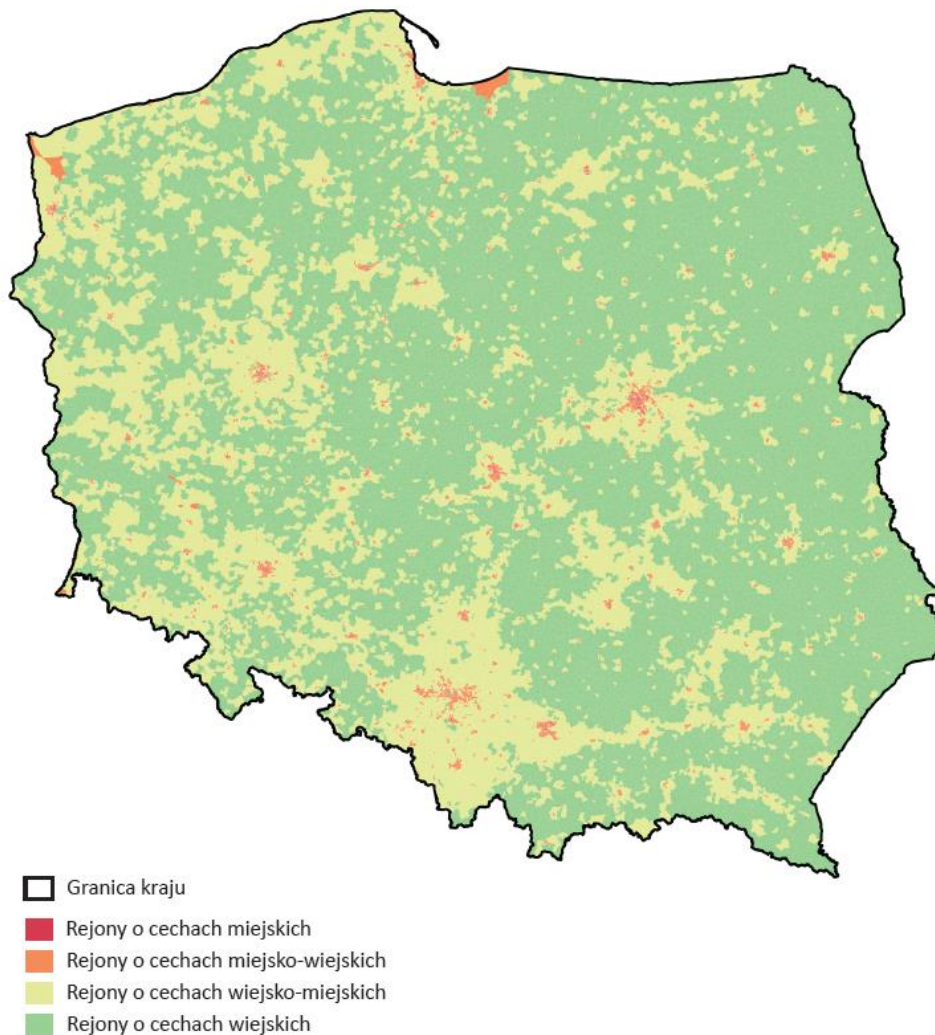 Granica kraju
Rejony o cechach miejskich
Rejony o cechach miejsko-wiejskich
Rejony o cechach wiejsko-miejskich
Rejony o cechach wiejskich